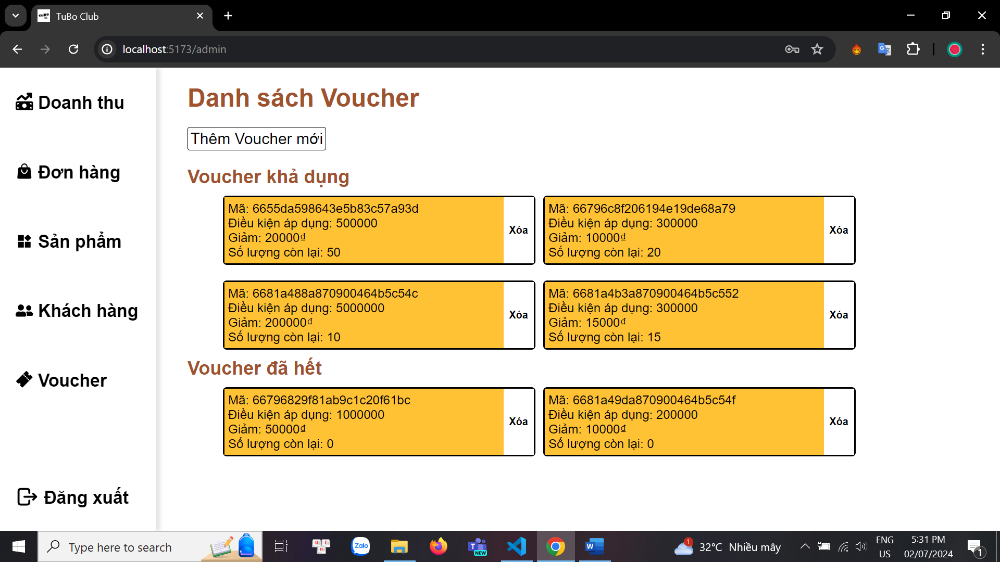 TuBo Club
localhost:5173/admin
Doanh thu
Đơn hàng
Sản phẩm
Khách hàng
Voucher
Đăng xuất
Danh sách Voucher
Thêm Voucher mới
Voucher khả dụng
Mã: 6655da598643e5b83c57a93d
Điều kiện áp dụng: 500000
Giảm: 20000₫
Số lượng còn lại: 50
Xóa
Mã: 66796c8f206194e19de68a79
Điều kiện áp dụng: 300000
Giảm: 10000₫
Số lượng còn lại: 20
Xóa
Mã: 6681a488a870900464b5c54c
Điều kiện áp dụng: 5000000
Giảm: 200000₫
Số lượng còn lại: 10
Xóa
Mã: 6681a4b3a870900464b5c552
Điều kiện áp dụng: 300000
Giảm: 15000₫
Số lượng còn lại: 15
Xóa
Voucher đã hết
Mã: 66796829f81ab9c1c20f61bc
Điều kiện áp dụng: 1000000
Giảm: 50000₫
Số lượng còn lại: 0
Xóa
Mã: 6681a49da870900464b5c54f
Điều kiện áp dụng: 200000
Giảm: 10000₫
Số lượng còn lại: 0
Xóa
Type here to search
Zalo
NEW
1
32°C Nhiều mây
ENG
US
5:31 PM
02/07/2024
1